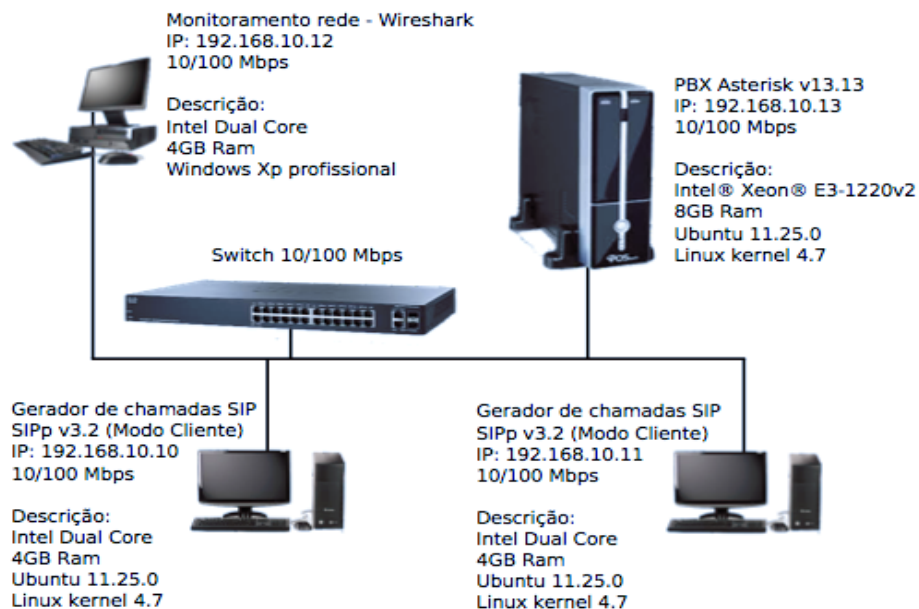 Monitoramento rede - Wireshark
IP: 192.168.10.12
10/100 Mbps
Descrição:
Intel Dual Core
4GB Ram
Windows Xp profissional
PBX Asterisk v13.13
IP: 192.168.10.13
10/100 Mbps
Descrição:
Intel® Xeon® E3-1220v2
8GB Ram
Ubuntu 11.25.0
Linux kernel 4.7
Switch 10/100 Mbps
Gerador de chamadas SIP
SIPp v3.2 (Modo Cliente)
IP: 192.168.10.10
10/100 Mbps
Descrição:
Intel Dual Core
4GB Ram
Ubuntu 11.25.0
Linux kernel 4.7
Gerador de chamadas SIP
SIPp v3.2 (Modo Cliente)
IP: 192.168.10.11
10/100 Mbps
Descrição:
Intel Dual Core
4GB Ram
Ubuntu 11.25.0
Linux kernel 4.7